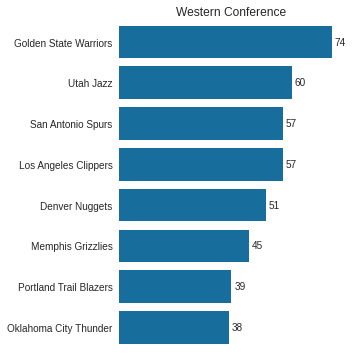 Western Conference
Golden State Warriors 74
Utah Jazz 60
San Antonio Spurs 57
Los Angeles Clippers 57
Denver Nuggets 51
Memphis Grizzlies 45
Portland Trail Blazers 39
Oklahoma City Thunder 38